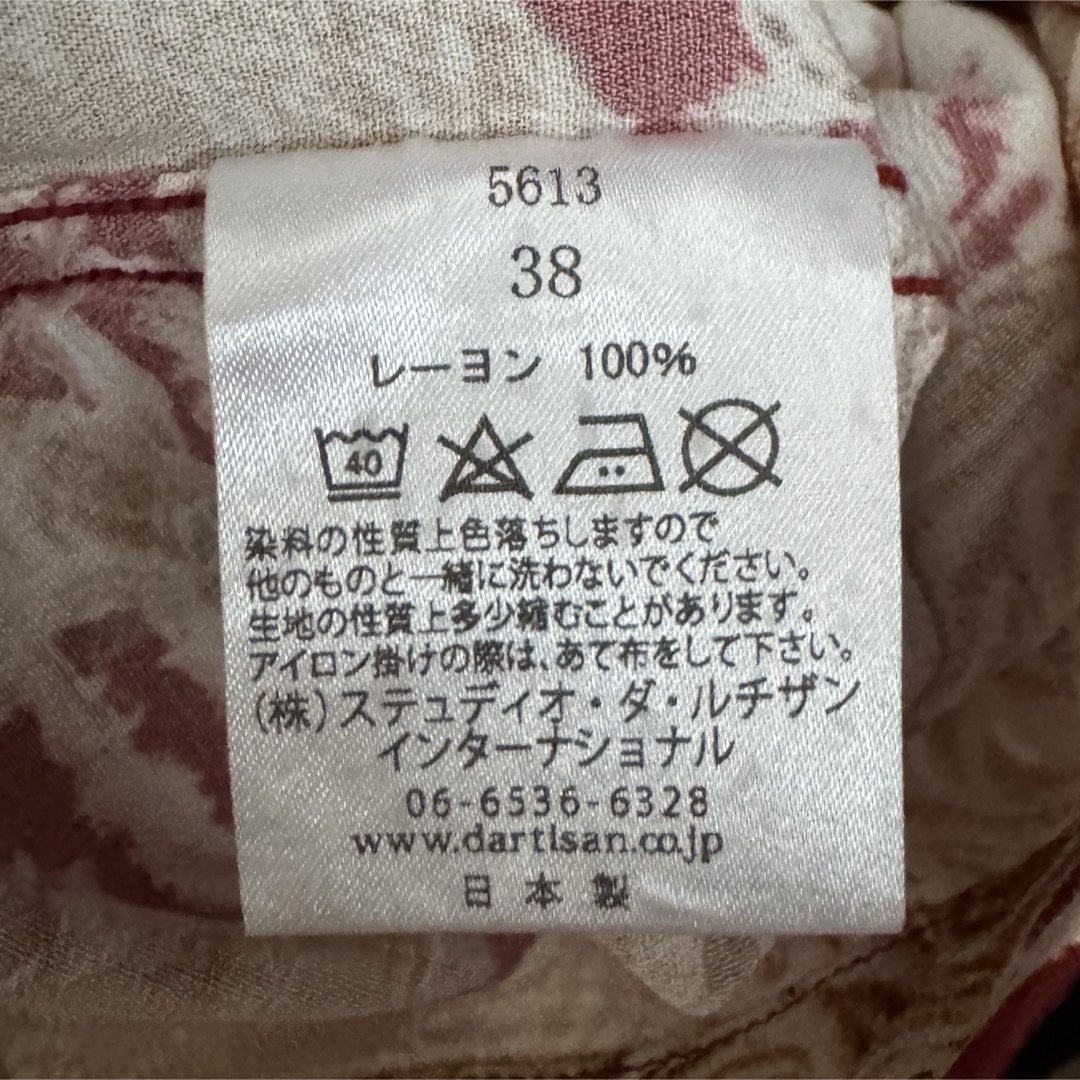 5613
38
レーヨン 100%
40
染料の性質上色落ちしますので
他のものと一緒に洗わないでください。
生地の性質上多少縮むことがあります。
アイロン掛けの際は、あて布をして下さい。
(株)ステュディオ・ダ・ルチザン
インターナショナル
06-6536-6328
www.dartisan.co.jp
日本製